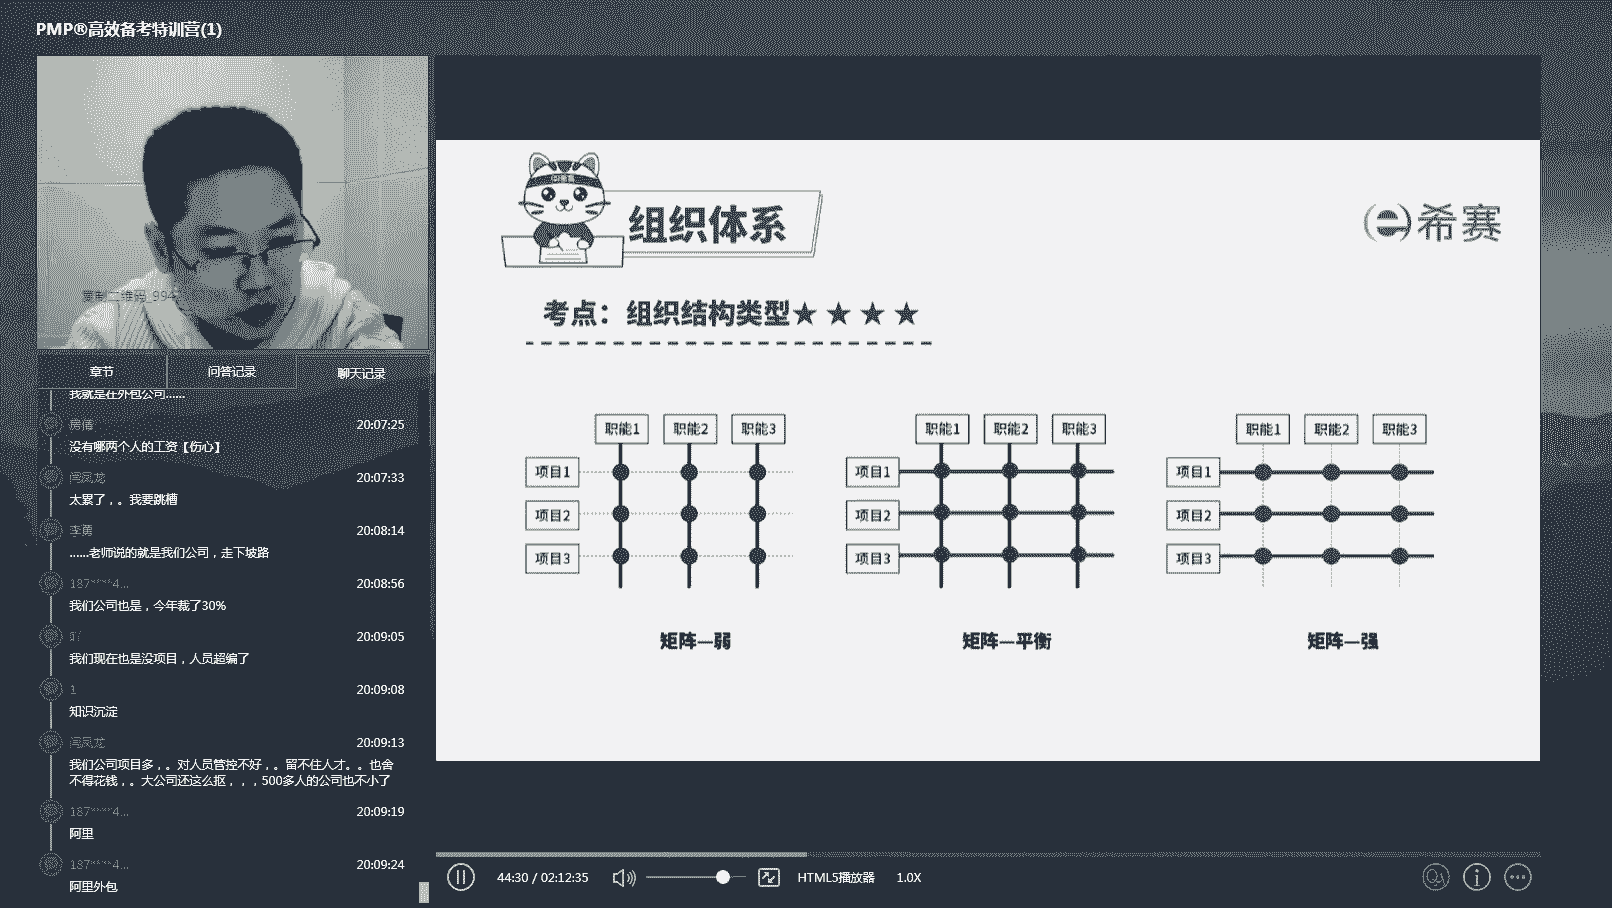 PMP®高效备考特训营(1)
章节
问答记录
聊天记录
我就是在外包公司......
20:07:25
没有哪两个人的工资【伤心】
闫凤龙
20:07:33
太累了，。我要跳槽
李勇
20:08:14
......老师说的就是我们公司，走下坡路
187****4...
20:08:56
我们公司也是，今年裁了30%
20:09:05
我们现在也是没项目，人员超编了
1
20:09:08
知识沉淀
闫凤龙
20:09:13
我们公司项目多，。对人员管控不好，。留不住人才。。也舍
不得花钱，。大公司还这么抠，，，500多人的公司也不小了
187****4...
20:09:19
阿里
187****4...
20:09:24
阿里外包
组织体系
希赛
考点：组织结构类型★★★★
职能1 职能2 职能3
项目1
项目2
项目3
矩阵—弱
职能1 职能2 职能3
项目1
项目2
项目3
矩阵—平衡
职能1 职能2 职能3
项目1
项目2
项目3
矩阵—强
44:30 / 02:12:35
HTML5播放器
1.0X